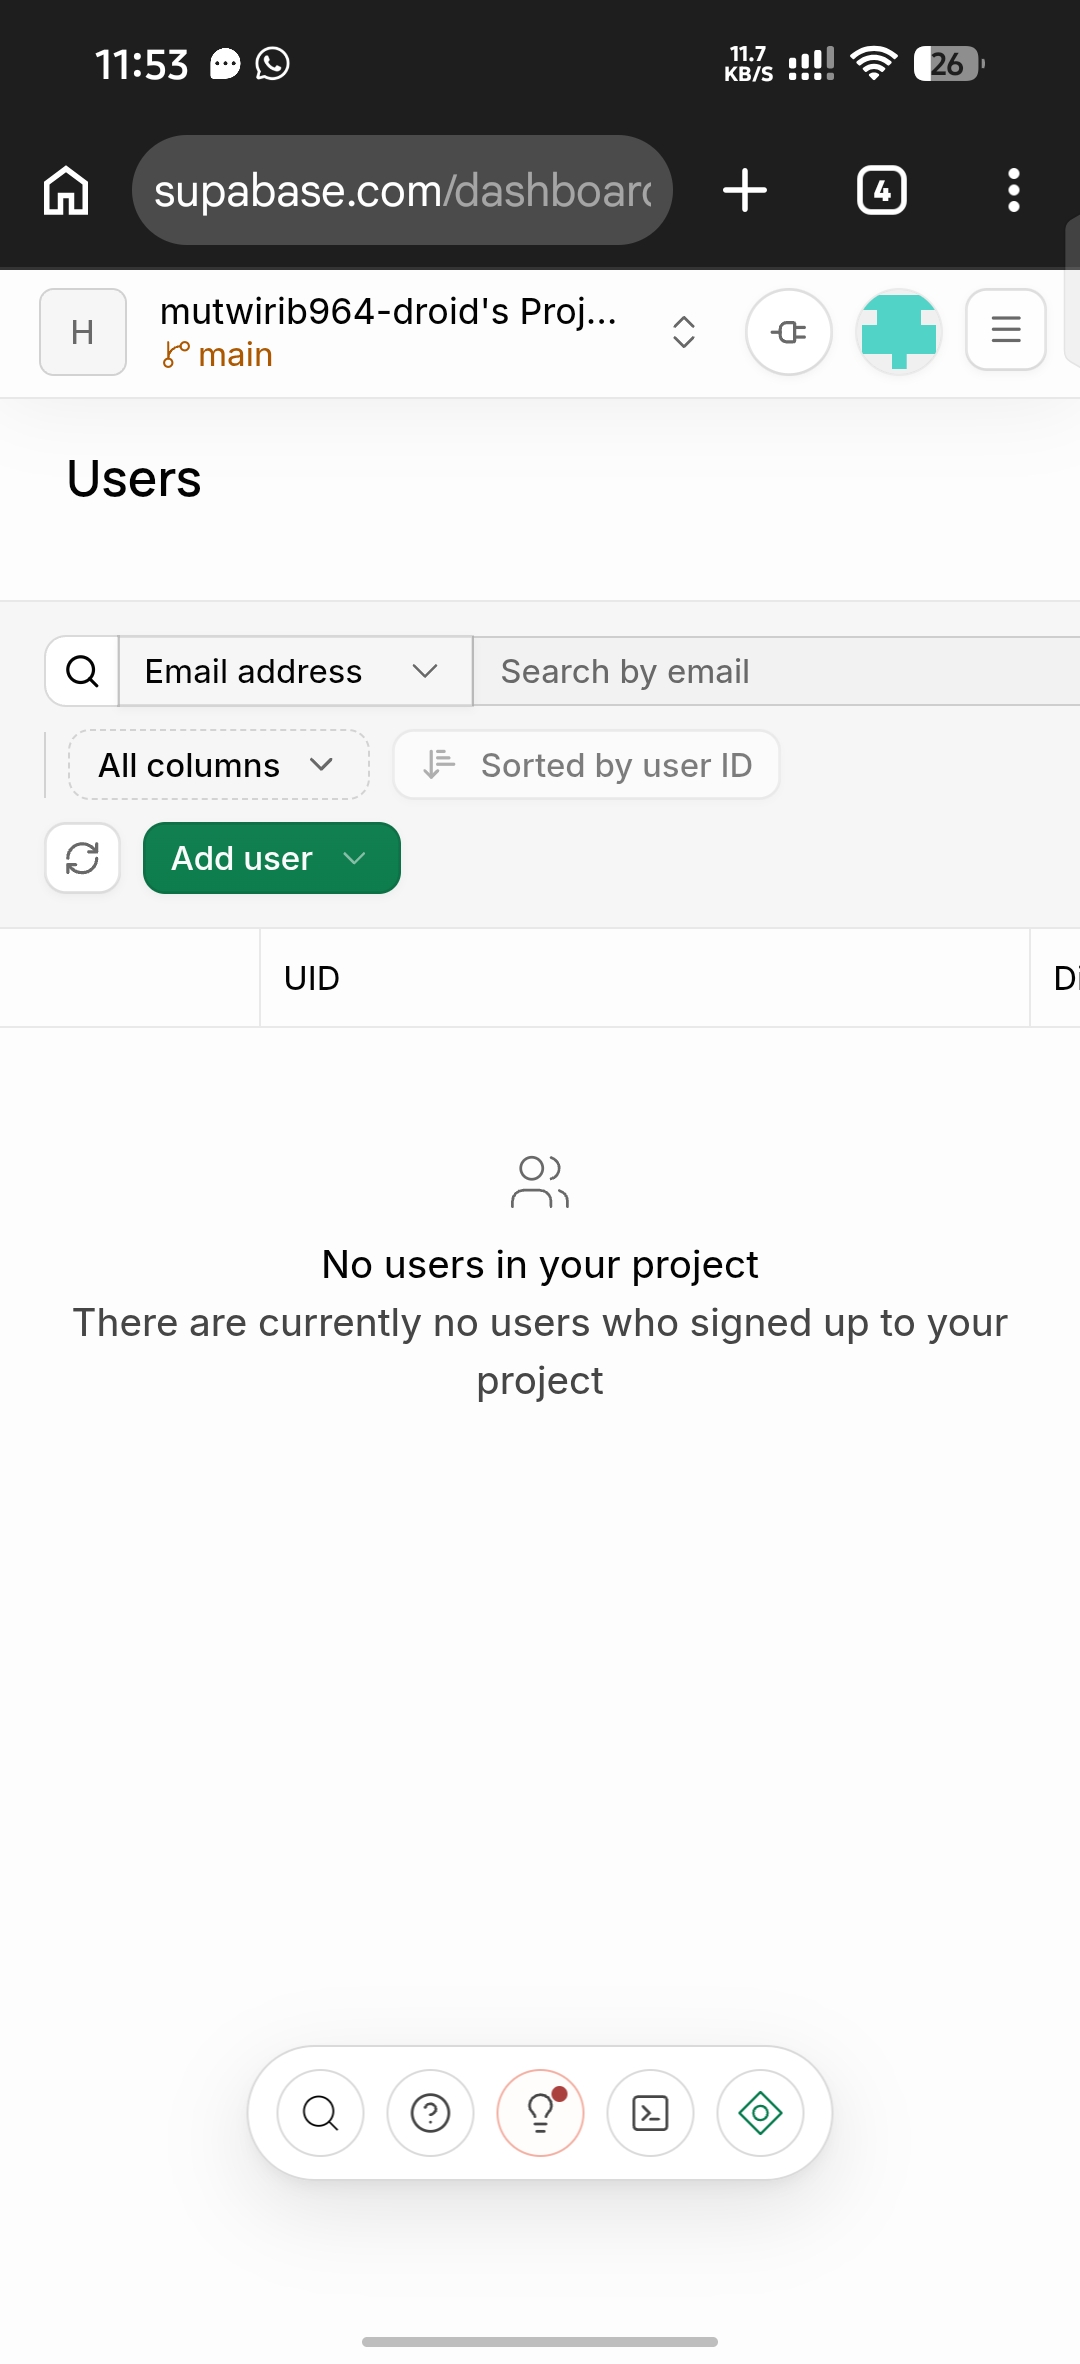 11:53
11.7
KB/S
26
supabase.com/dashboard
4
H
mutwirib964-droid's Proj...
main
Users
Email address
Search by email
All columns
Sorted by user ID
Add user
UID
Di
No users in your project
There are currently no users who signed up to your
project